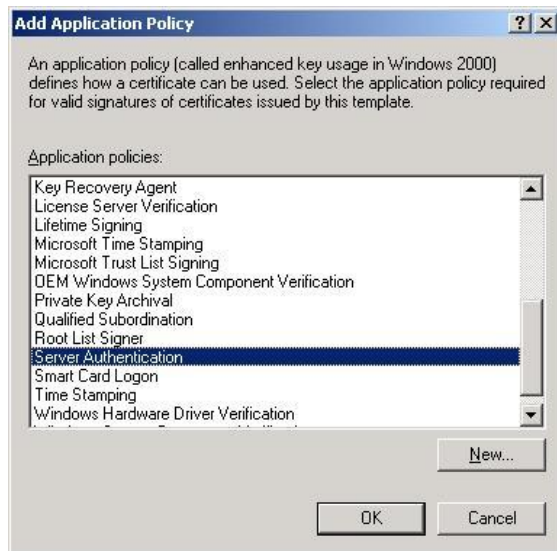 Add Application Policy
An application policy (called enhanced key usage in Windows 2000)
defines how a certificate can be used. Select the application policy required
for valid signatures of certificates issued by this template.
Application policies:
Key Recovery Agent
License Server Verification
Lifetime Signing
Microsoft Time Stamping
Microsoft Trust List Signing
OEM Windows System Component Verification
Private Key Archival
Qualified Subordination
Root List Signer
Server Authentication
Smart Card Logon
Time Stamping
Windows Hardware Driver Verification
New...
OK
Cancel